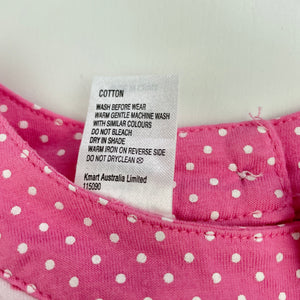 COTTON
WASH BEFORE WEAR
WARM GENTLE MACHINE WASH
WITH SIMILAR COLOURS
DO NOT BLEACH
DRY IN SHADE
WARM IRON ON REVERSE SIDE
DO NOT DRYCLEAN ⓧ
Kmart Australia Limited
115090